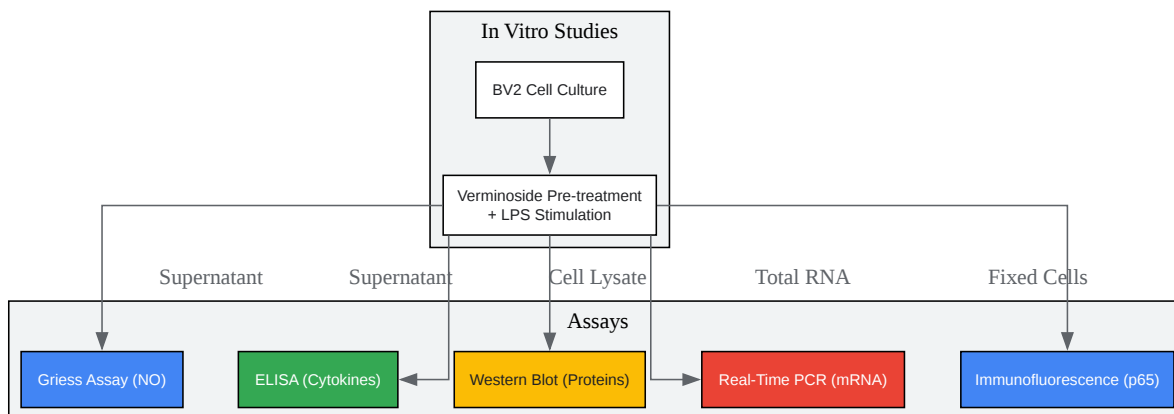 In Vitro Studies
BV2 Cell Culture
Verminoside Pre-treatment
+ LPS Stimulation
Supernatant
Supernatant
Cell Lysate
Total RNA
Fixed Cells
Assays
Griess Assay (NO)
ELISA (Cytokines)
Western Blot (Proteins)
Real-Time PCR (mRNA)
Immunofluorescence (p65)